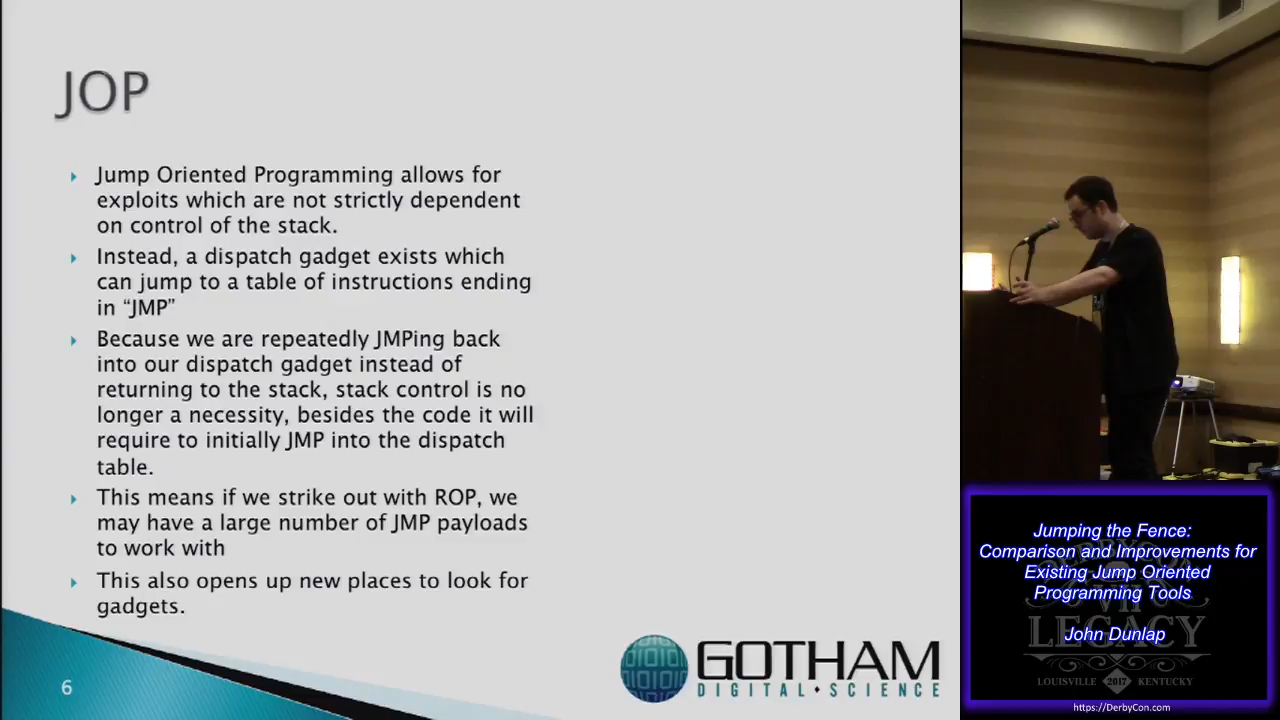 JOP
Jump Oriented Programming allows for
exploits which are not strictly dependent
on control of the stack.
Instead, a dispatch gadget exists which
can jump to a table of instructions ending
in “JMP”
Because we are repeatedly JMPing back
into our dispatch gadget instead of
returning to the stack, stack control is no
longer a necessity, besides the code it will
require to initially JMP into the dispatch
table.
This means if we strike out with ROP, we
may have a large number of JMP payloads
to work with
This also opens up new places to look for
gadgets.
6
GOTHAM
DIGITAL SCIENCE
Jumping the Fence:
Comparison and Improvements for
Existing Jump Oriented
Programming Tools
John Dunlap
LEGACY
LOUISVILLE 2017 KENTUCKY
https://DerbyCon.com